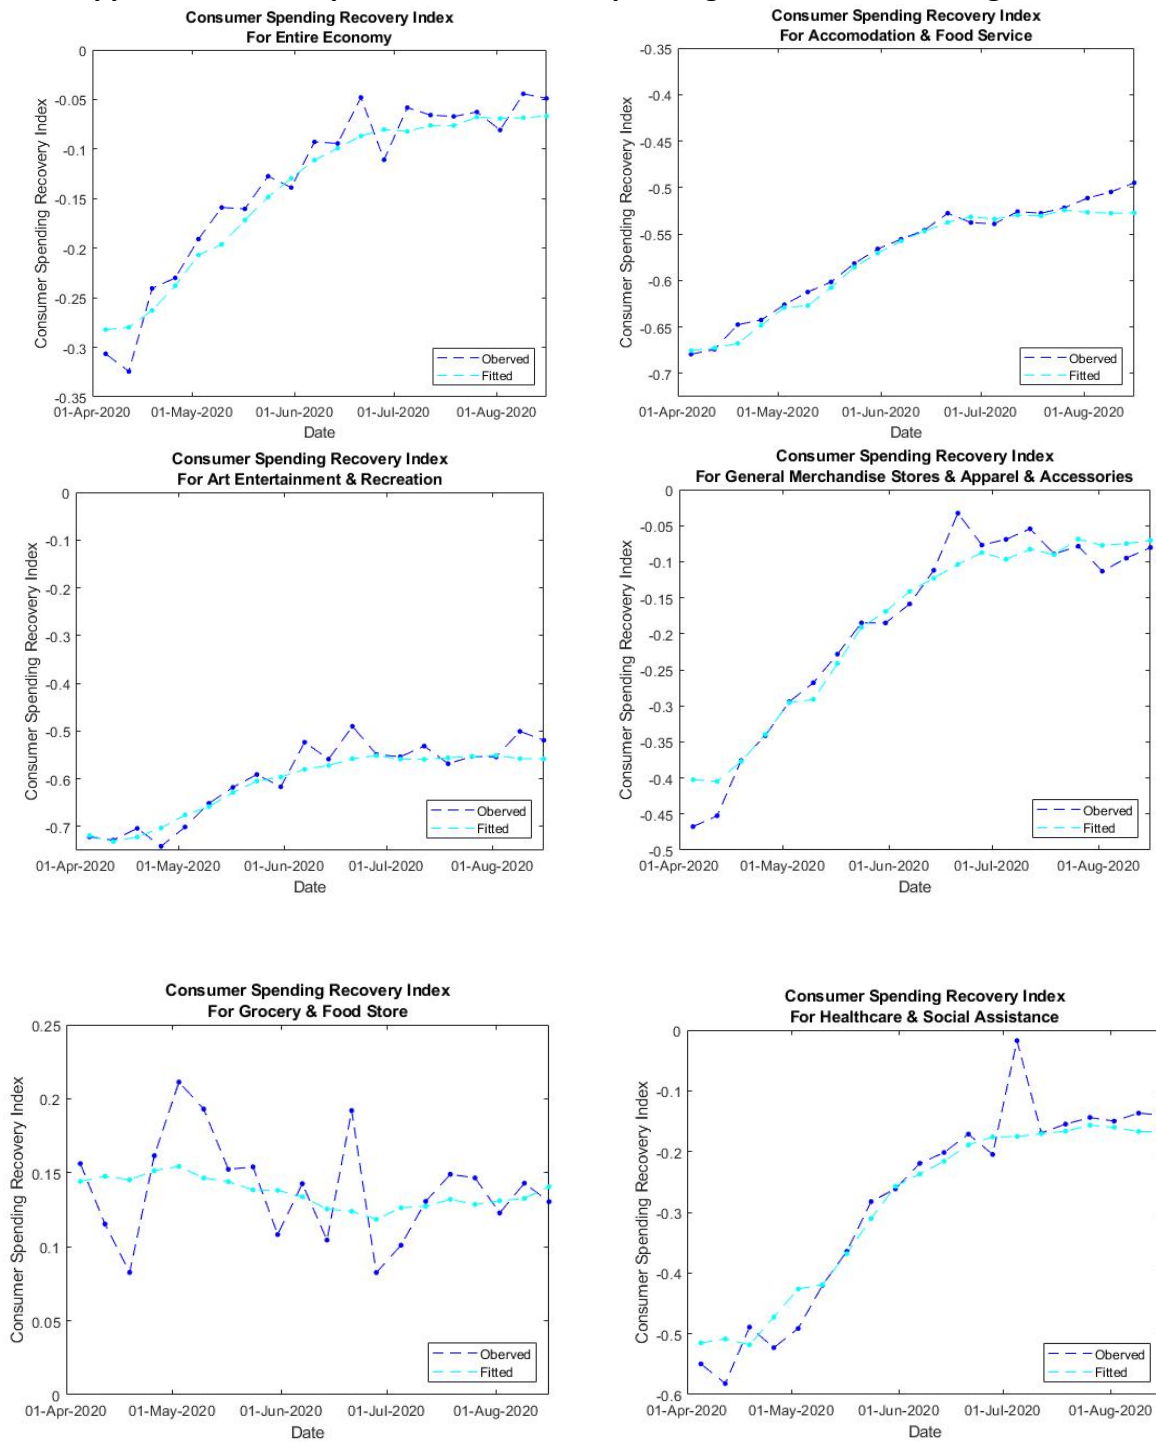 Consumer Spending Recovery Index
For Entire Economy
0
-0.05
-0.1
-0.15
-0.2
-0.25
-0.3
-0.35
Consumer Spending Recovery Index
01-Apr-2020 01-May-2020 01-Jun-2020 01-Jul-2020 01-Aug-2020
Date
Oberved
Fitted
Consumer Spending Recovery Index
For Accomodation & Food Service
-0.35
-0.4
-0.45
-0.5
-0.55
-0.6
-0.65
-0.7
Consumer Spending Recovery Index
01-Apr-2020 01-May-2020 01-Jun-2020 01-Jul-2020 01-Aug-2020
Date
Oberved
Fitted
Consumer Spending Recovery Index
For Art Entertainment & Recreation
0
-0.1
-0.2
-0.3
-0.4
-0.5
-0.6
-0.7
Consumer Spending Recovery Index
01-Apr-2020 01-May-2020 01-Jun-2020 01-Jul-2020 01-Aug-2020
Date
Oberved
Fitted
Consumer Spending Recovery Index
For General Merchandise Stores & Apparel & Accessories
0
-0.05
-0.1
-0.15
-0.2
-0.25
-0.3
-0.35
-0.4
-0.45
-0.5
Consumer Spending Recovery Index
01-Apr-2020 01-May-2020 01-Jun-2020 01-Jul-2020 01-Aug-2020
Date
Oberved
Fitted
Consumer Spending Recovery Index
For Grocery & Food Store
0.25
0.2
0.15
0.1
0.05
0
Consumer Spending Recovery Index
01-Apr-2020 01-May-2020 01-Jun-2020 01-Jul-2020 01-Aug-2020
Date
Oberved
Fitted
Consumer Spending Recovery Index
For Healthcare & Social Assistance
0
-0.1
-0.2
-0.3
-0.4
-0.5
-0.6
Consumer Spending Recovery Index
01-Apr-2020 01-May-2020 01-Jun-2020 01-Jul-2020 01-Aug-2020
Date
Oberved
Fitted